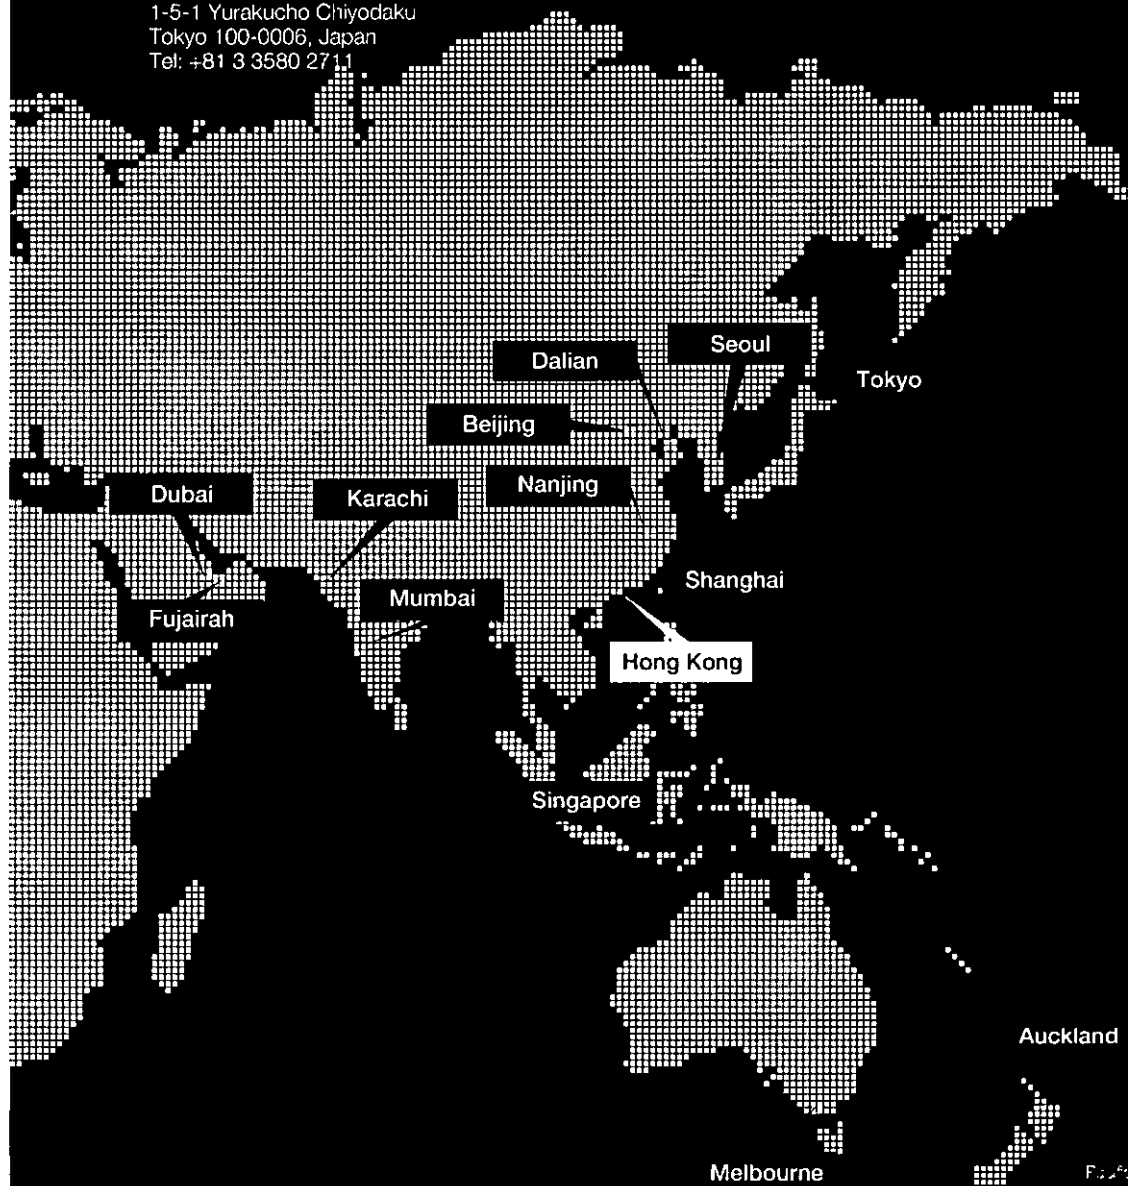 1-5-1 Yurakucho Chiyodaku
Tokyo 100-0006, Japan
Tel: +81 3 3580 2711
Seoul
Dalian
Tokyo
Beijing
Nanjing
Dubai
Karachi
Shanghai
Mumbai
Fujairah
Hong Kong
Singapore
Auckland
Melbourne